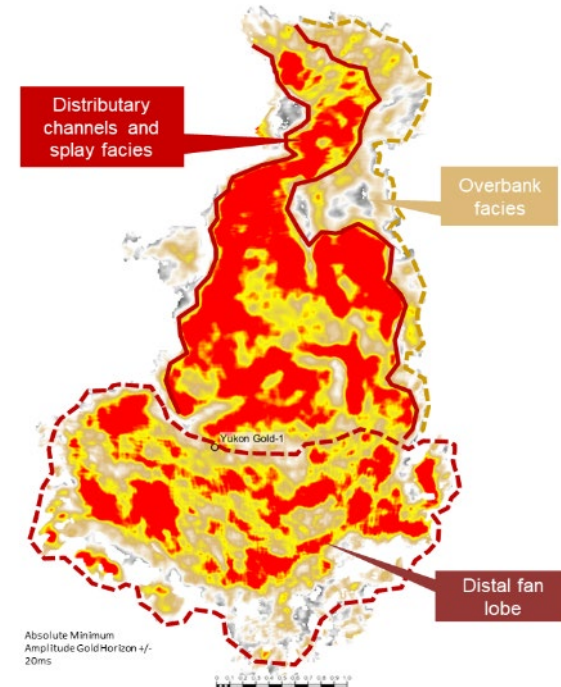 Distributary
channels and
splay facies
Overbank
facies
Yukon Gold-1
Distal fan
lobe
Absolute Minimum
Amplitude Gold Horizon +/-
20ms